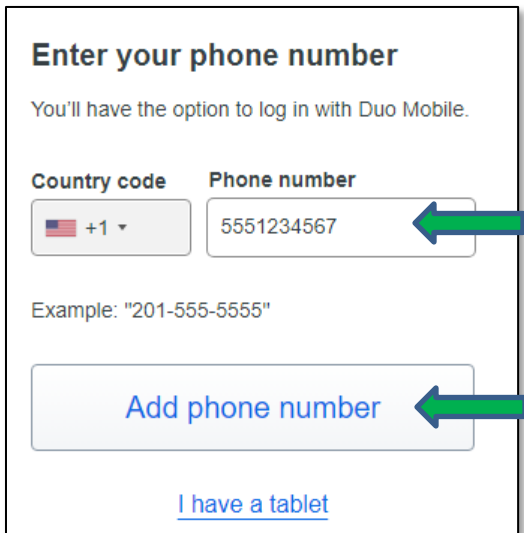 Enter your phone number
You'll have the option to log in with Duo Mobile.
Country code Phone number
+1 5551234567
Example: "201-555-5555"
Add phone number
I have a tablet